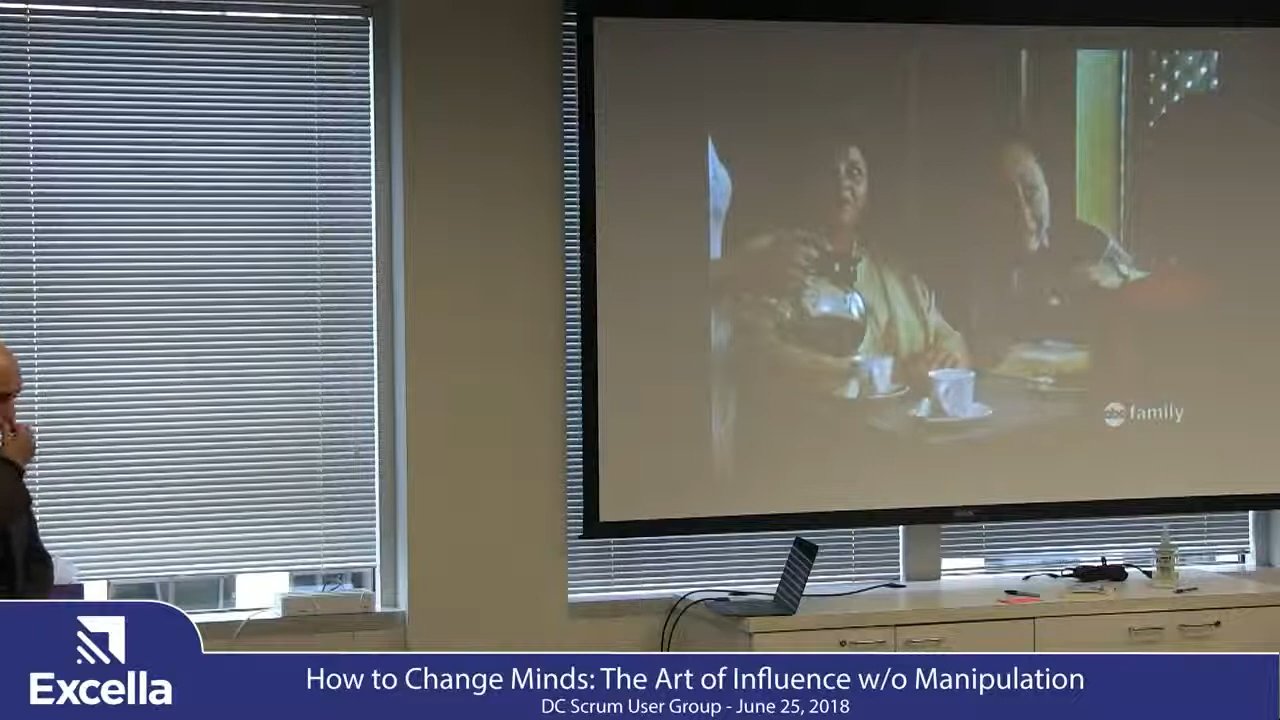 abc family
Excella
How to Change Minds: The Art of Influence w/o Manipulation
DC Scrum User Group - June 25, 2018